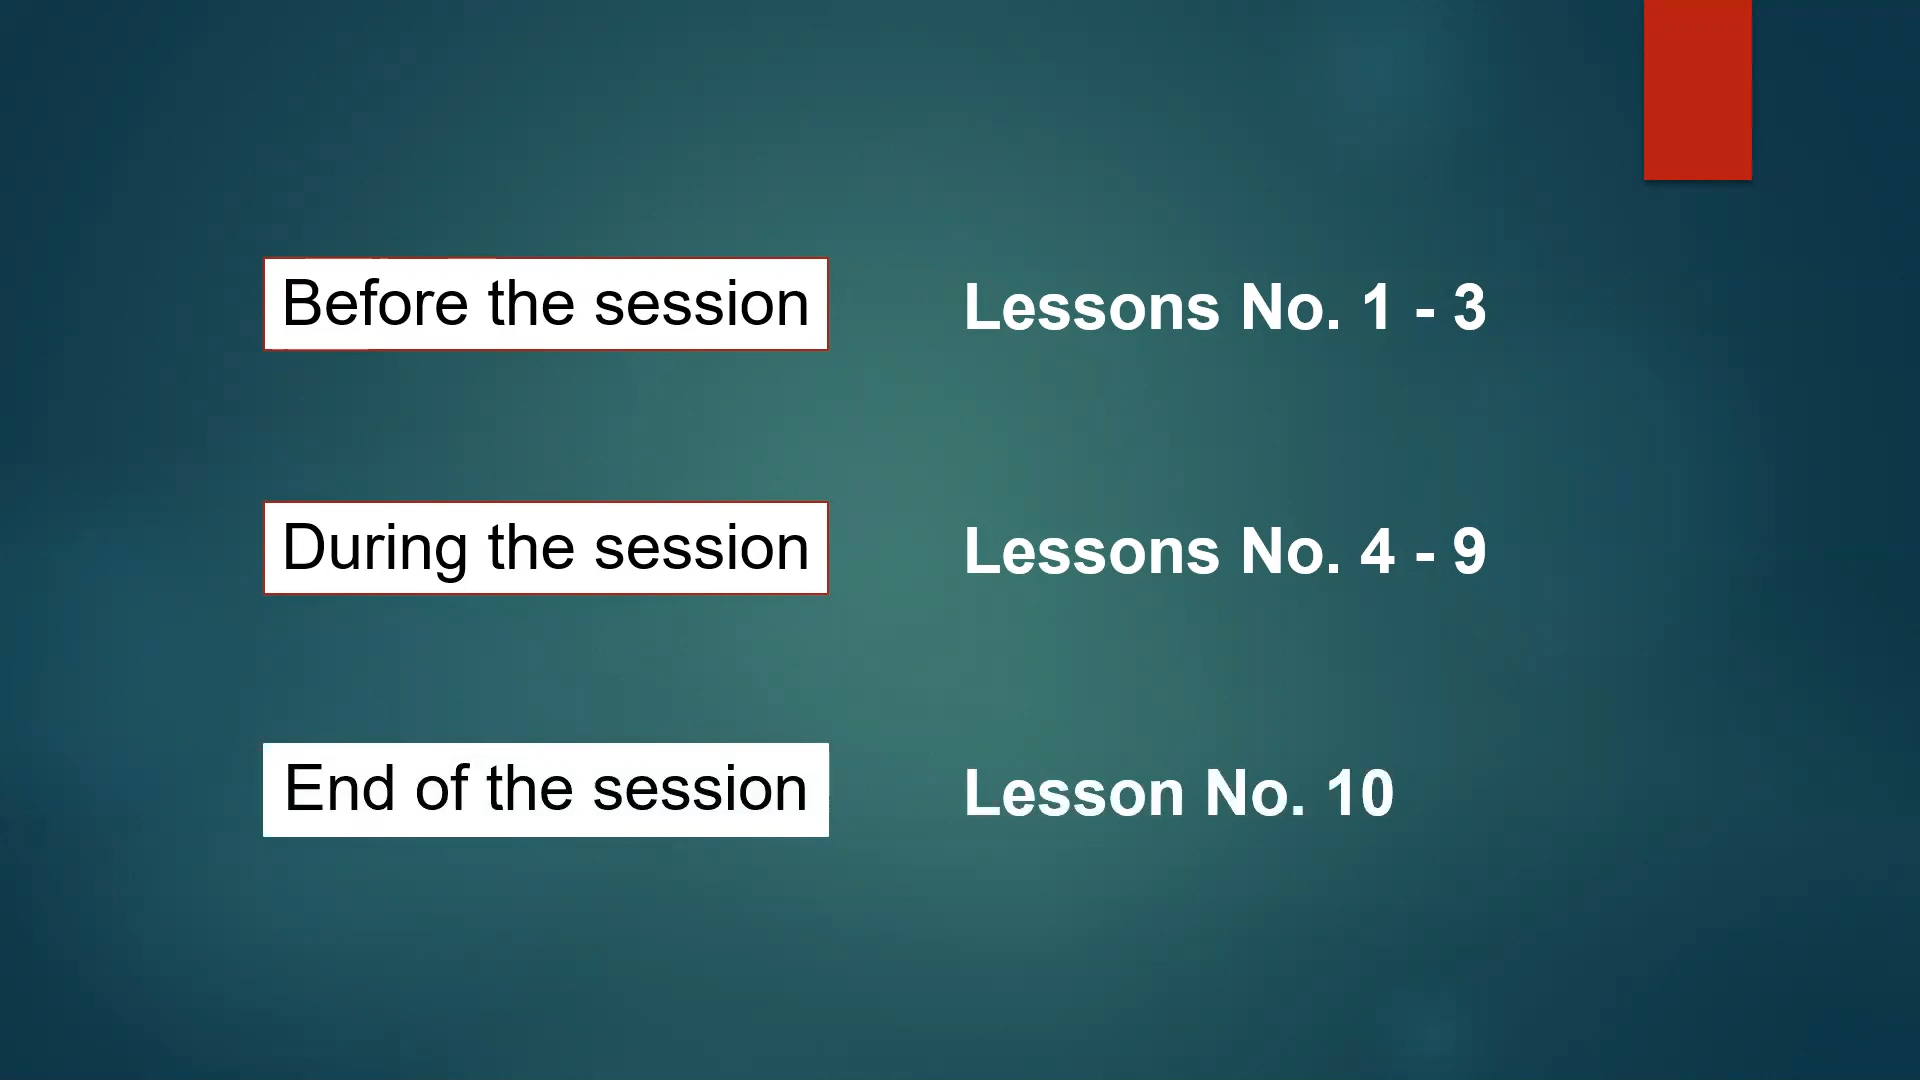 Before the session
Lessons No. 1 - 3
During the session
Lessons No. 4 - 9
End of the session
Lesson No. 10